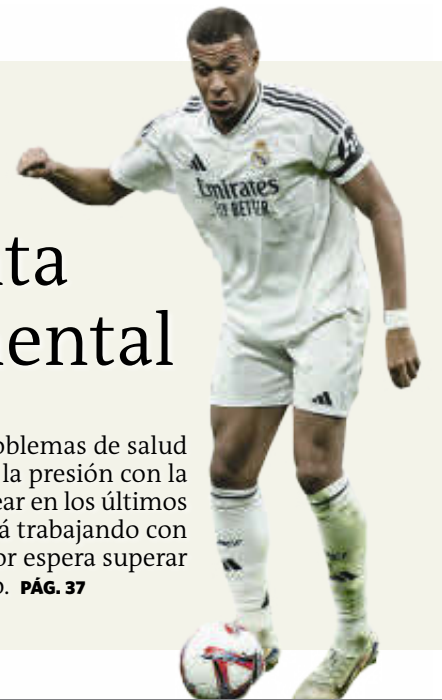 ta
ental
oblemas de salud
la presión con la
ear en los últimos
á trabajando con
or espera superar
o. PÁG. 37
Emirates
FLY BETTER